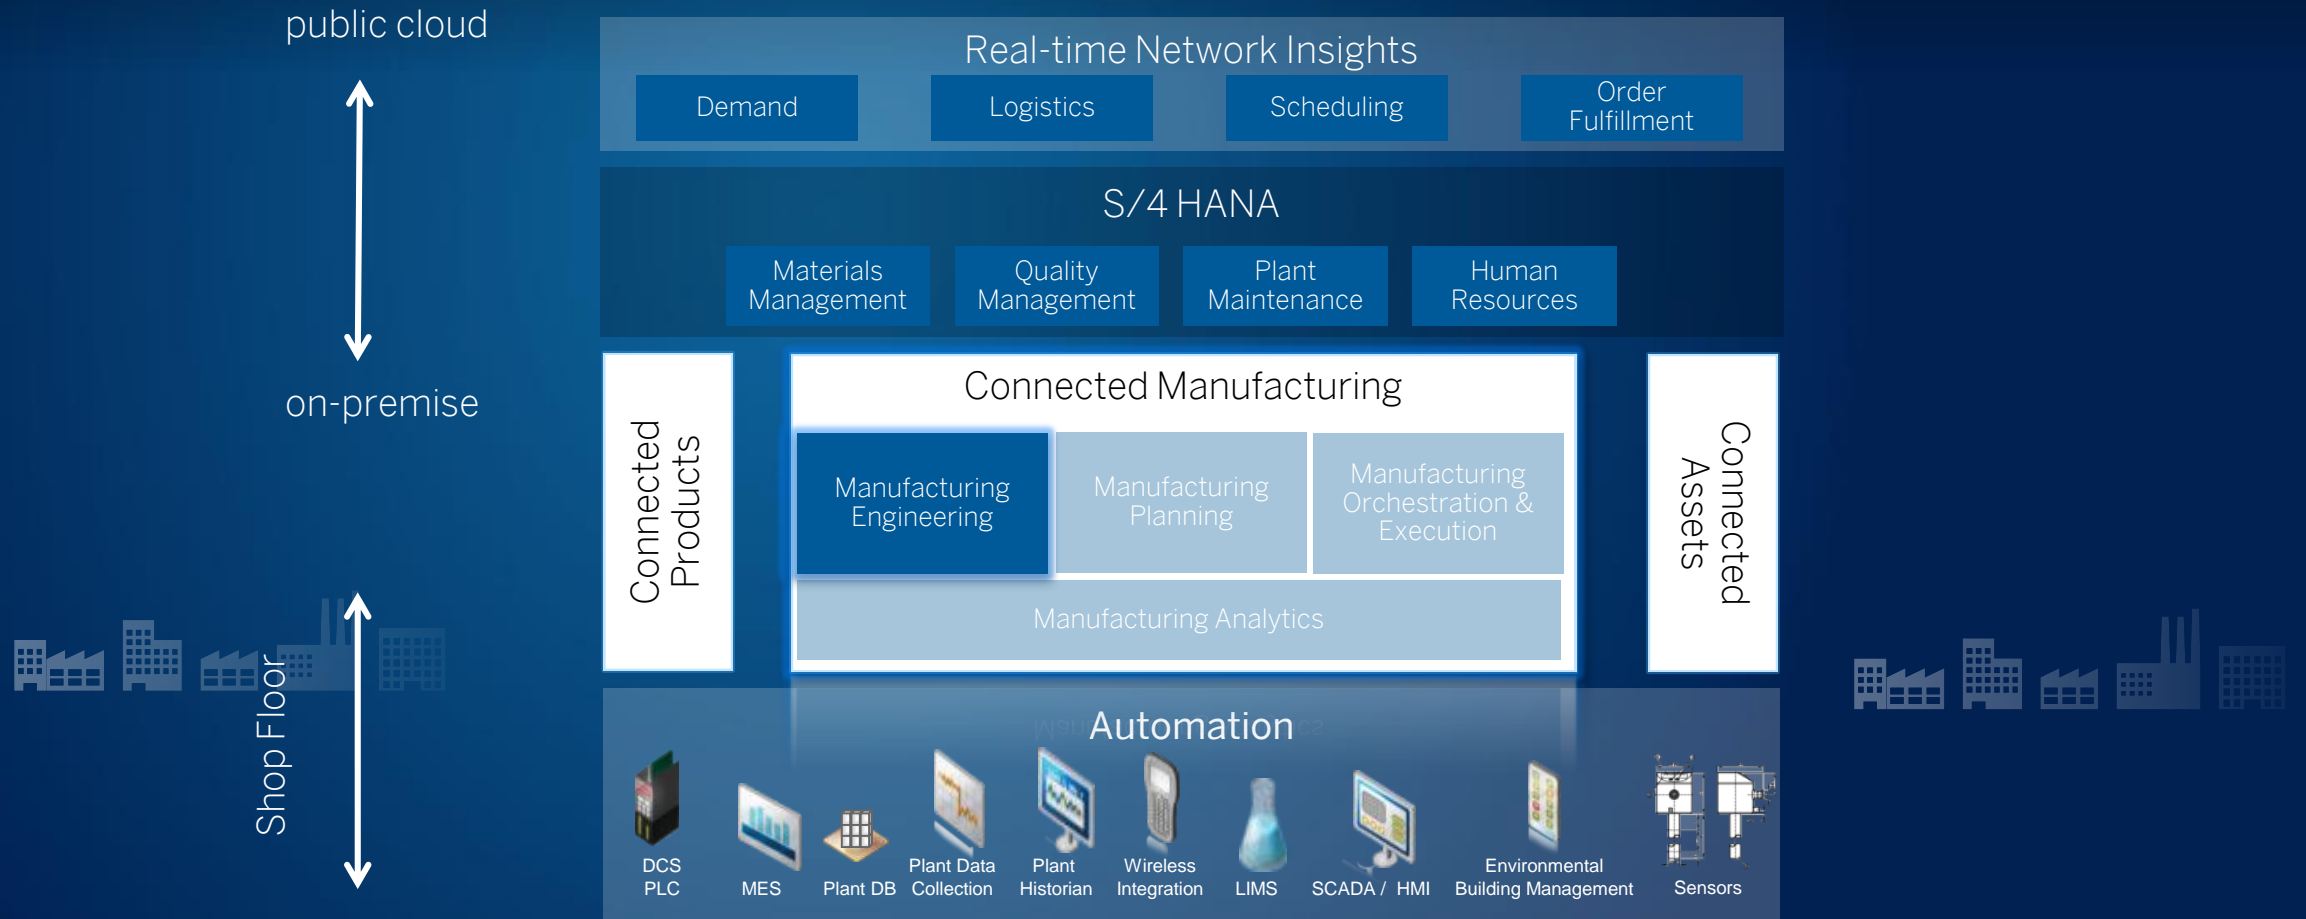 public cloud
Real-time Network Insights
Demand
Logistics
Scheduling
Order
Fulfillment
S/4 HANA
Materials
Management
Quality
Management
Plant
Maintenance
Human
Resources
on-premise
Connected
Products
Connected Manufacturing
Manufacturing
Engineering
Manufacturing
Planning
Manufacturing
Orchestration &
Execution
Manufacturing Analytics
Connected
Assets
Shop Floor
Automation
DCS
PLC
MES
Plant DB
Plant Data
Collection
Plant
Historian
Wireless
Integration
LIMS
SCADA / HMI
Environmental
Building Management
Sensors